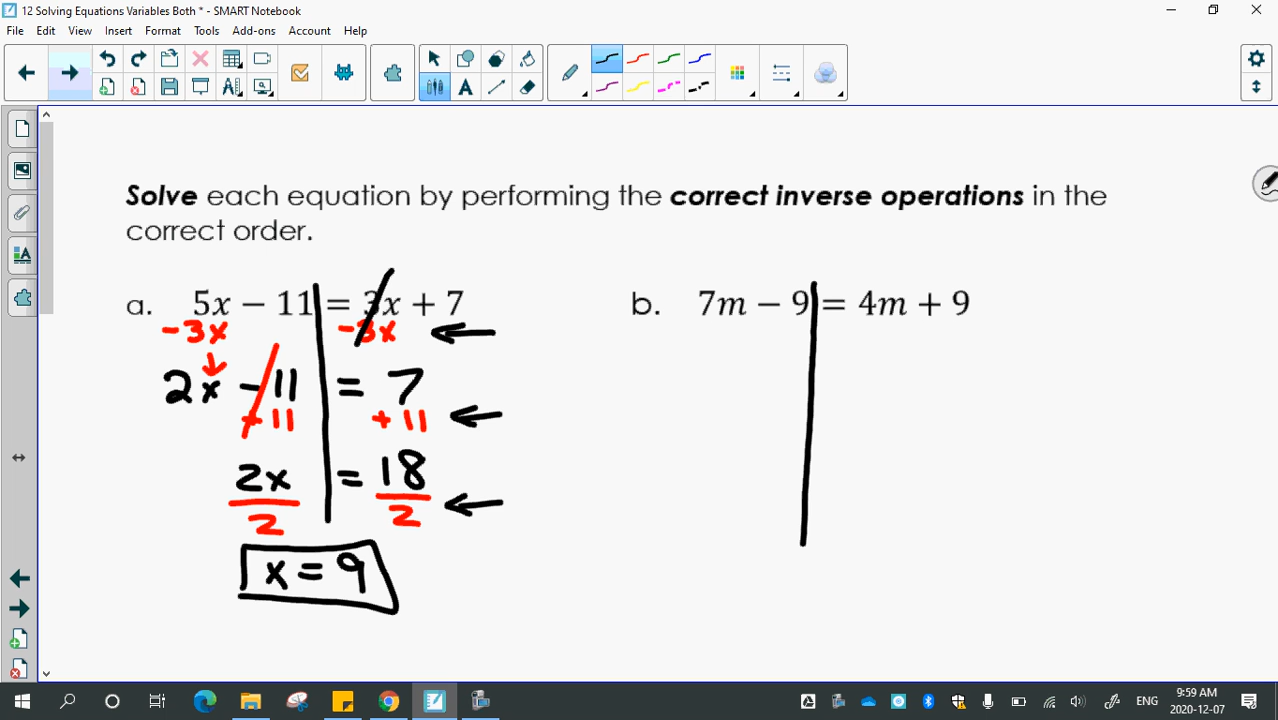 12 Solving Equations Variables Both * - SMART Notebook
File Edit View Insert Format Tools Add-ons Account Help
Solve each equation by performing the correct inverse operations in the
correct order.
a. 5x − 11 = 3x + 7
b. 7m − 9 = 4m + 9
-3x -3x
2x - 11 = 7
+ 11 + 11
2x = 18
2 2
x = 9
ENG
9:59 AM
2020-12-07